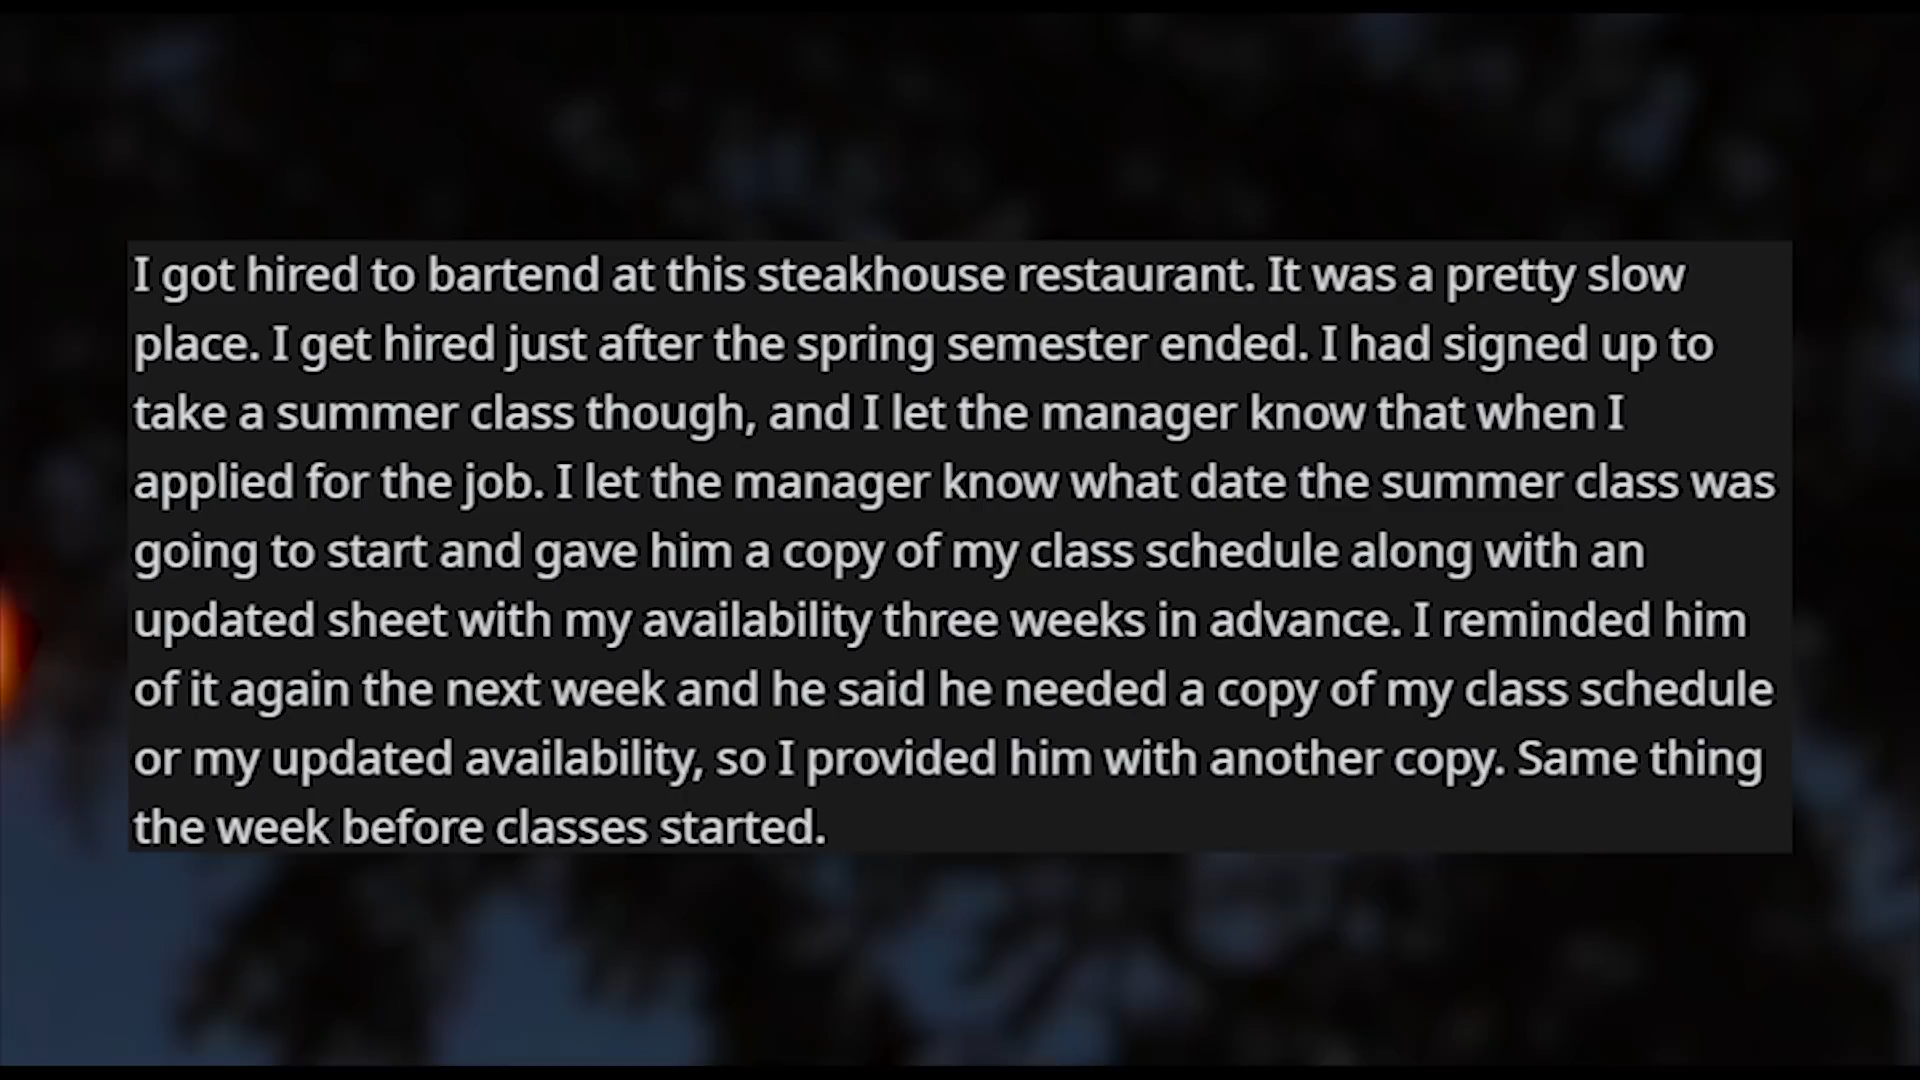 I got hired to bartend at this steakhouse restaurant. It was a pretty slow
place. I get hired just after the spring semester ended. I had signed up to
take a summer class though, and I let the manager know that when I
applied for the job. I let the manager know what date the summer class was
going to start and gave him a copy of my class schedule along with an
updated sheet with my availability three weeks in advance. I reminded him
of it again the next week and he said he needed a copy of my class schedule
or my updated availability, so I provided him with another copy. Same thing
the week before classes started.